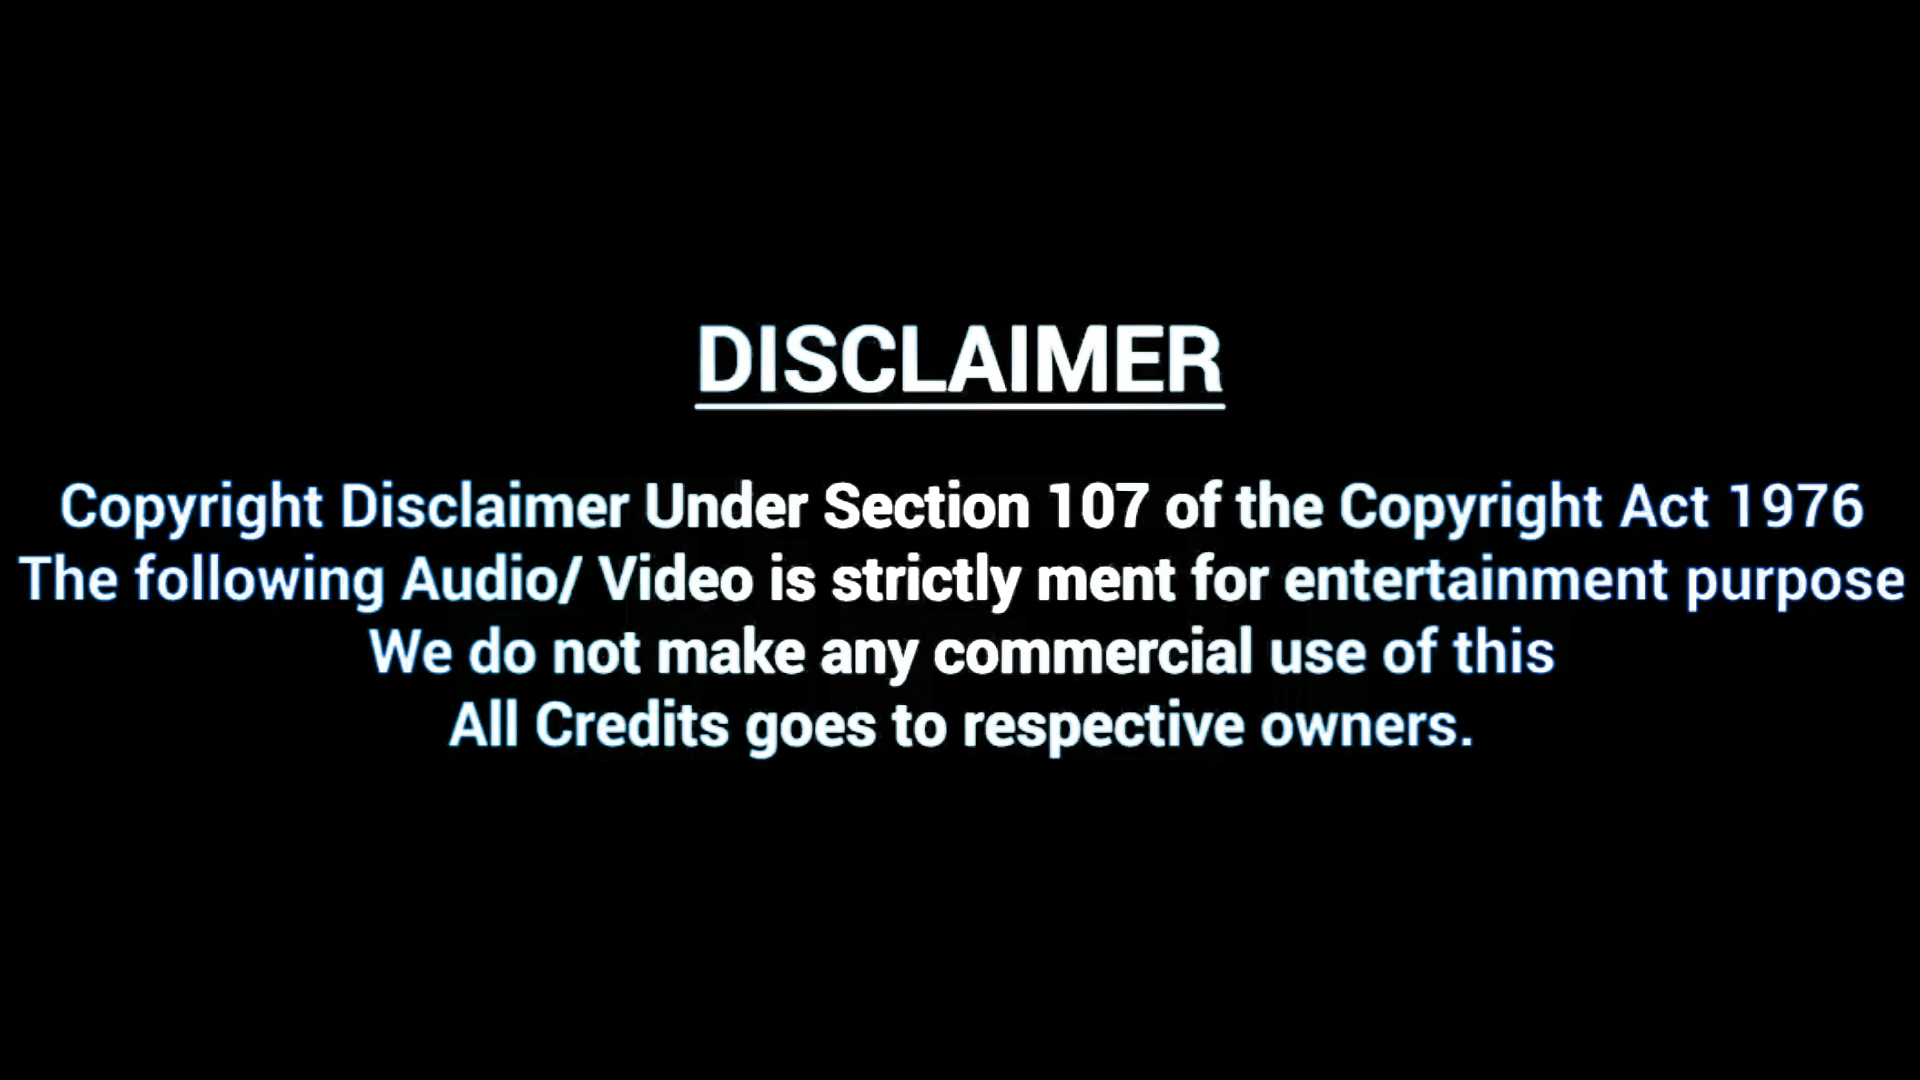 DISCLAIMER
Copyright Disclaimer Under Section 107 of the Copyright Act 1976
The following Audio/ Video is strictly ment for entertainment purpose
We do not make any commercial use of this
All Credits goes to respective owners.